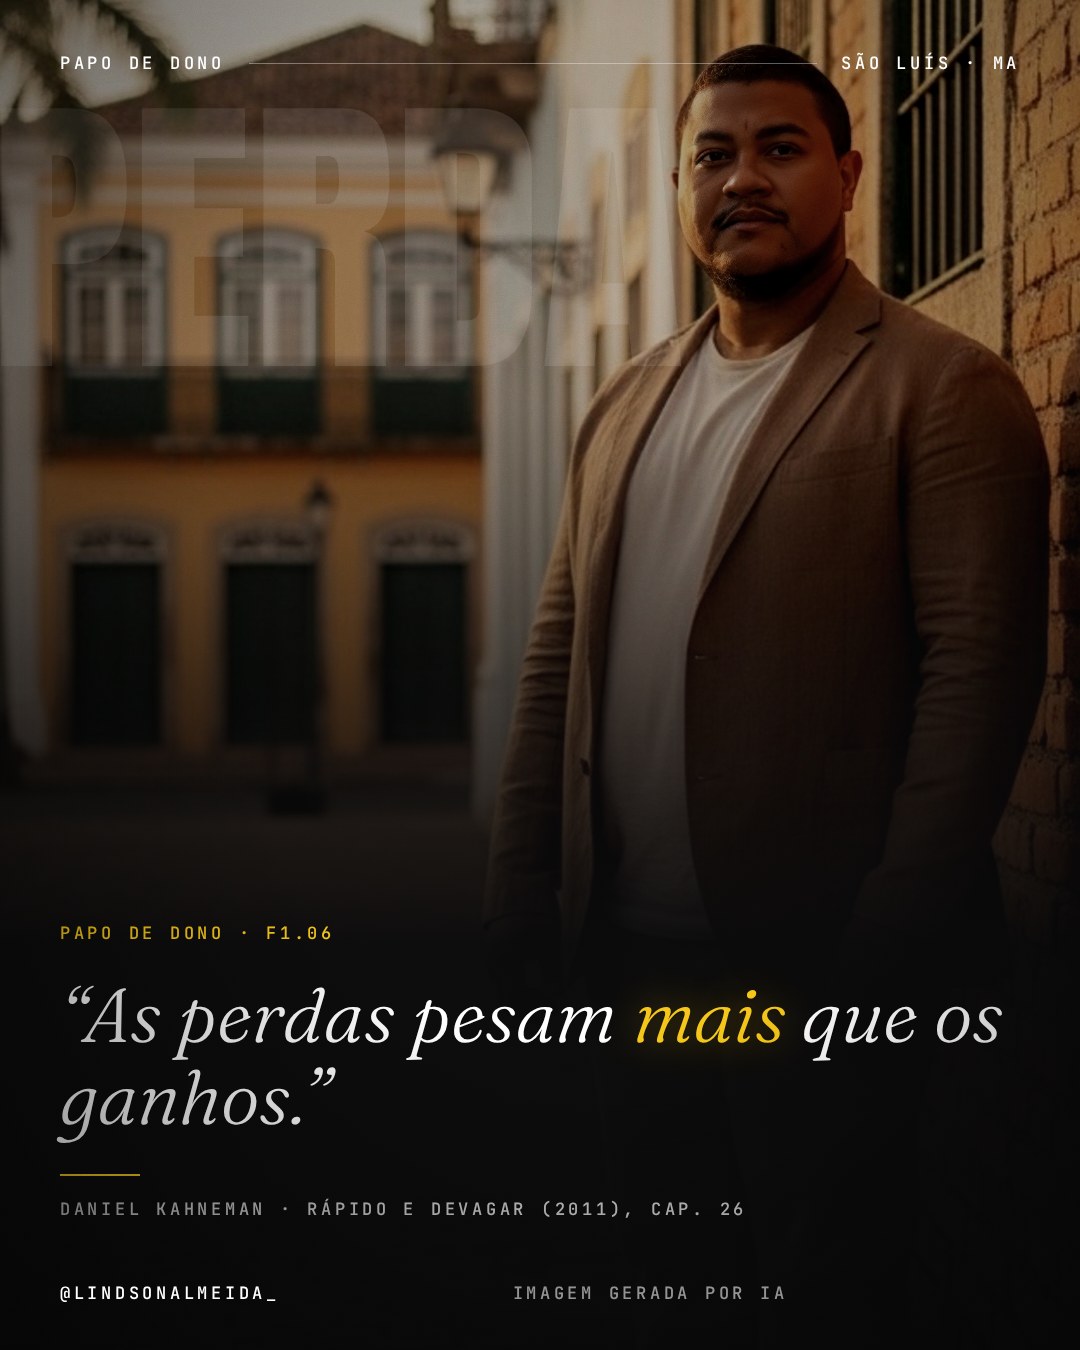 PAPO DE DONO SÃO LUÍS · MA
PERDA
PAPO DE DONO · F1.06
“As perdas pesam mais que os
ganhos.”
DANIEL KAHNEMAN · RÁPIDO E DEVAGAR (2011), CAP. 26
@LINDSONALMEIDA_ IMAGEM GERADA POR IA